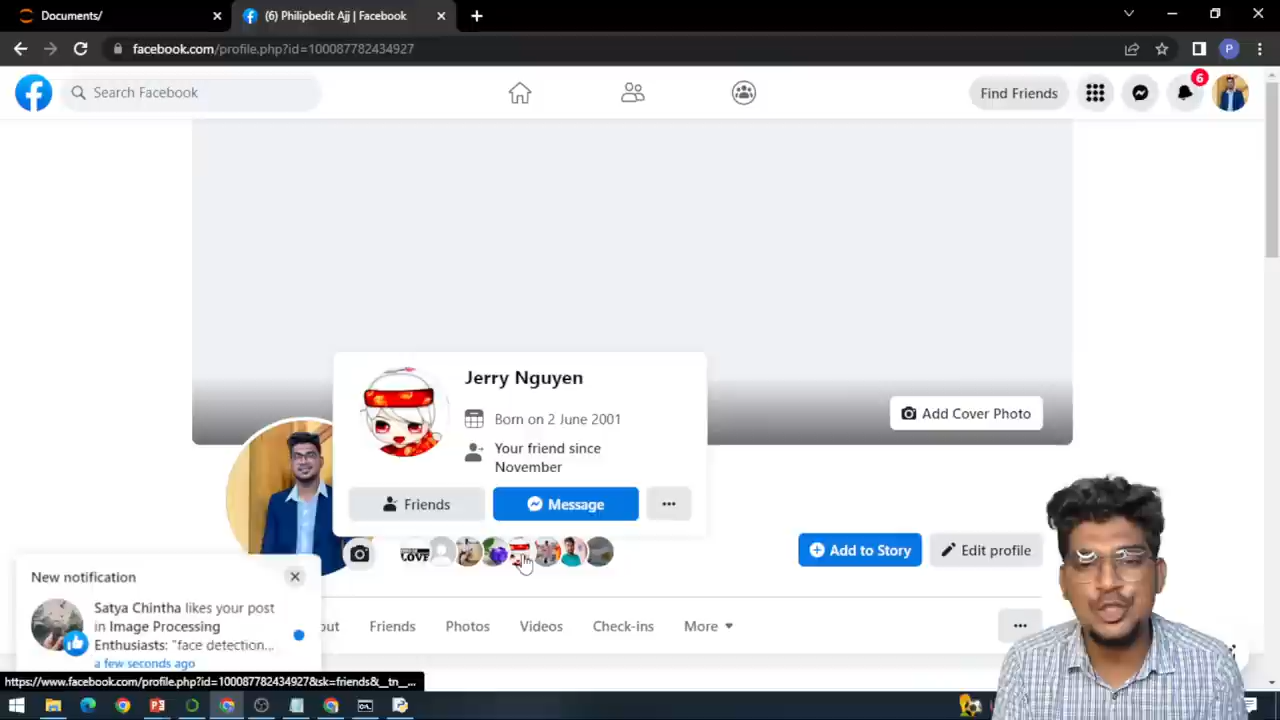 Documents/
(6) Philipbedit Ajj | Facebook
facebook.com/profile.php?id=100087782434927
P
Search Facebook
Find Friends
6
Add Cover Photo
Jerry Nguyen
Born on 2 June 2001
Your friend since
November
Friends
Message
LOVE
Add to Story
Edit profile
New notification
Satya Chintha likes your post
in Image Processing
Enthusiasts: "face detection...
a few seconds ago
out
Friends
Photos
Videos
Check-ins
More
https://www.facebook.com/profile.php?id=100087782434927&sk=friends&__tn__...